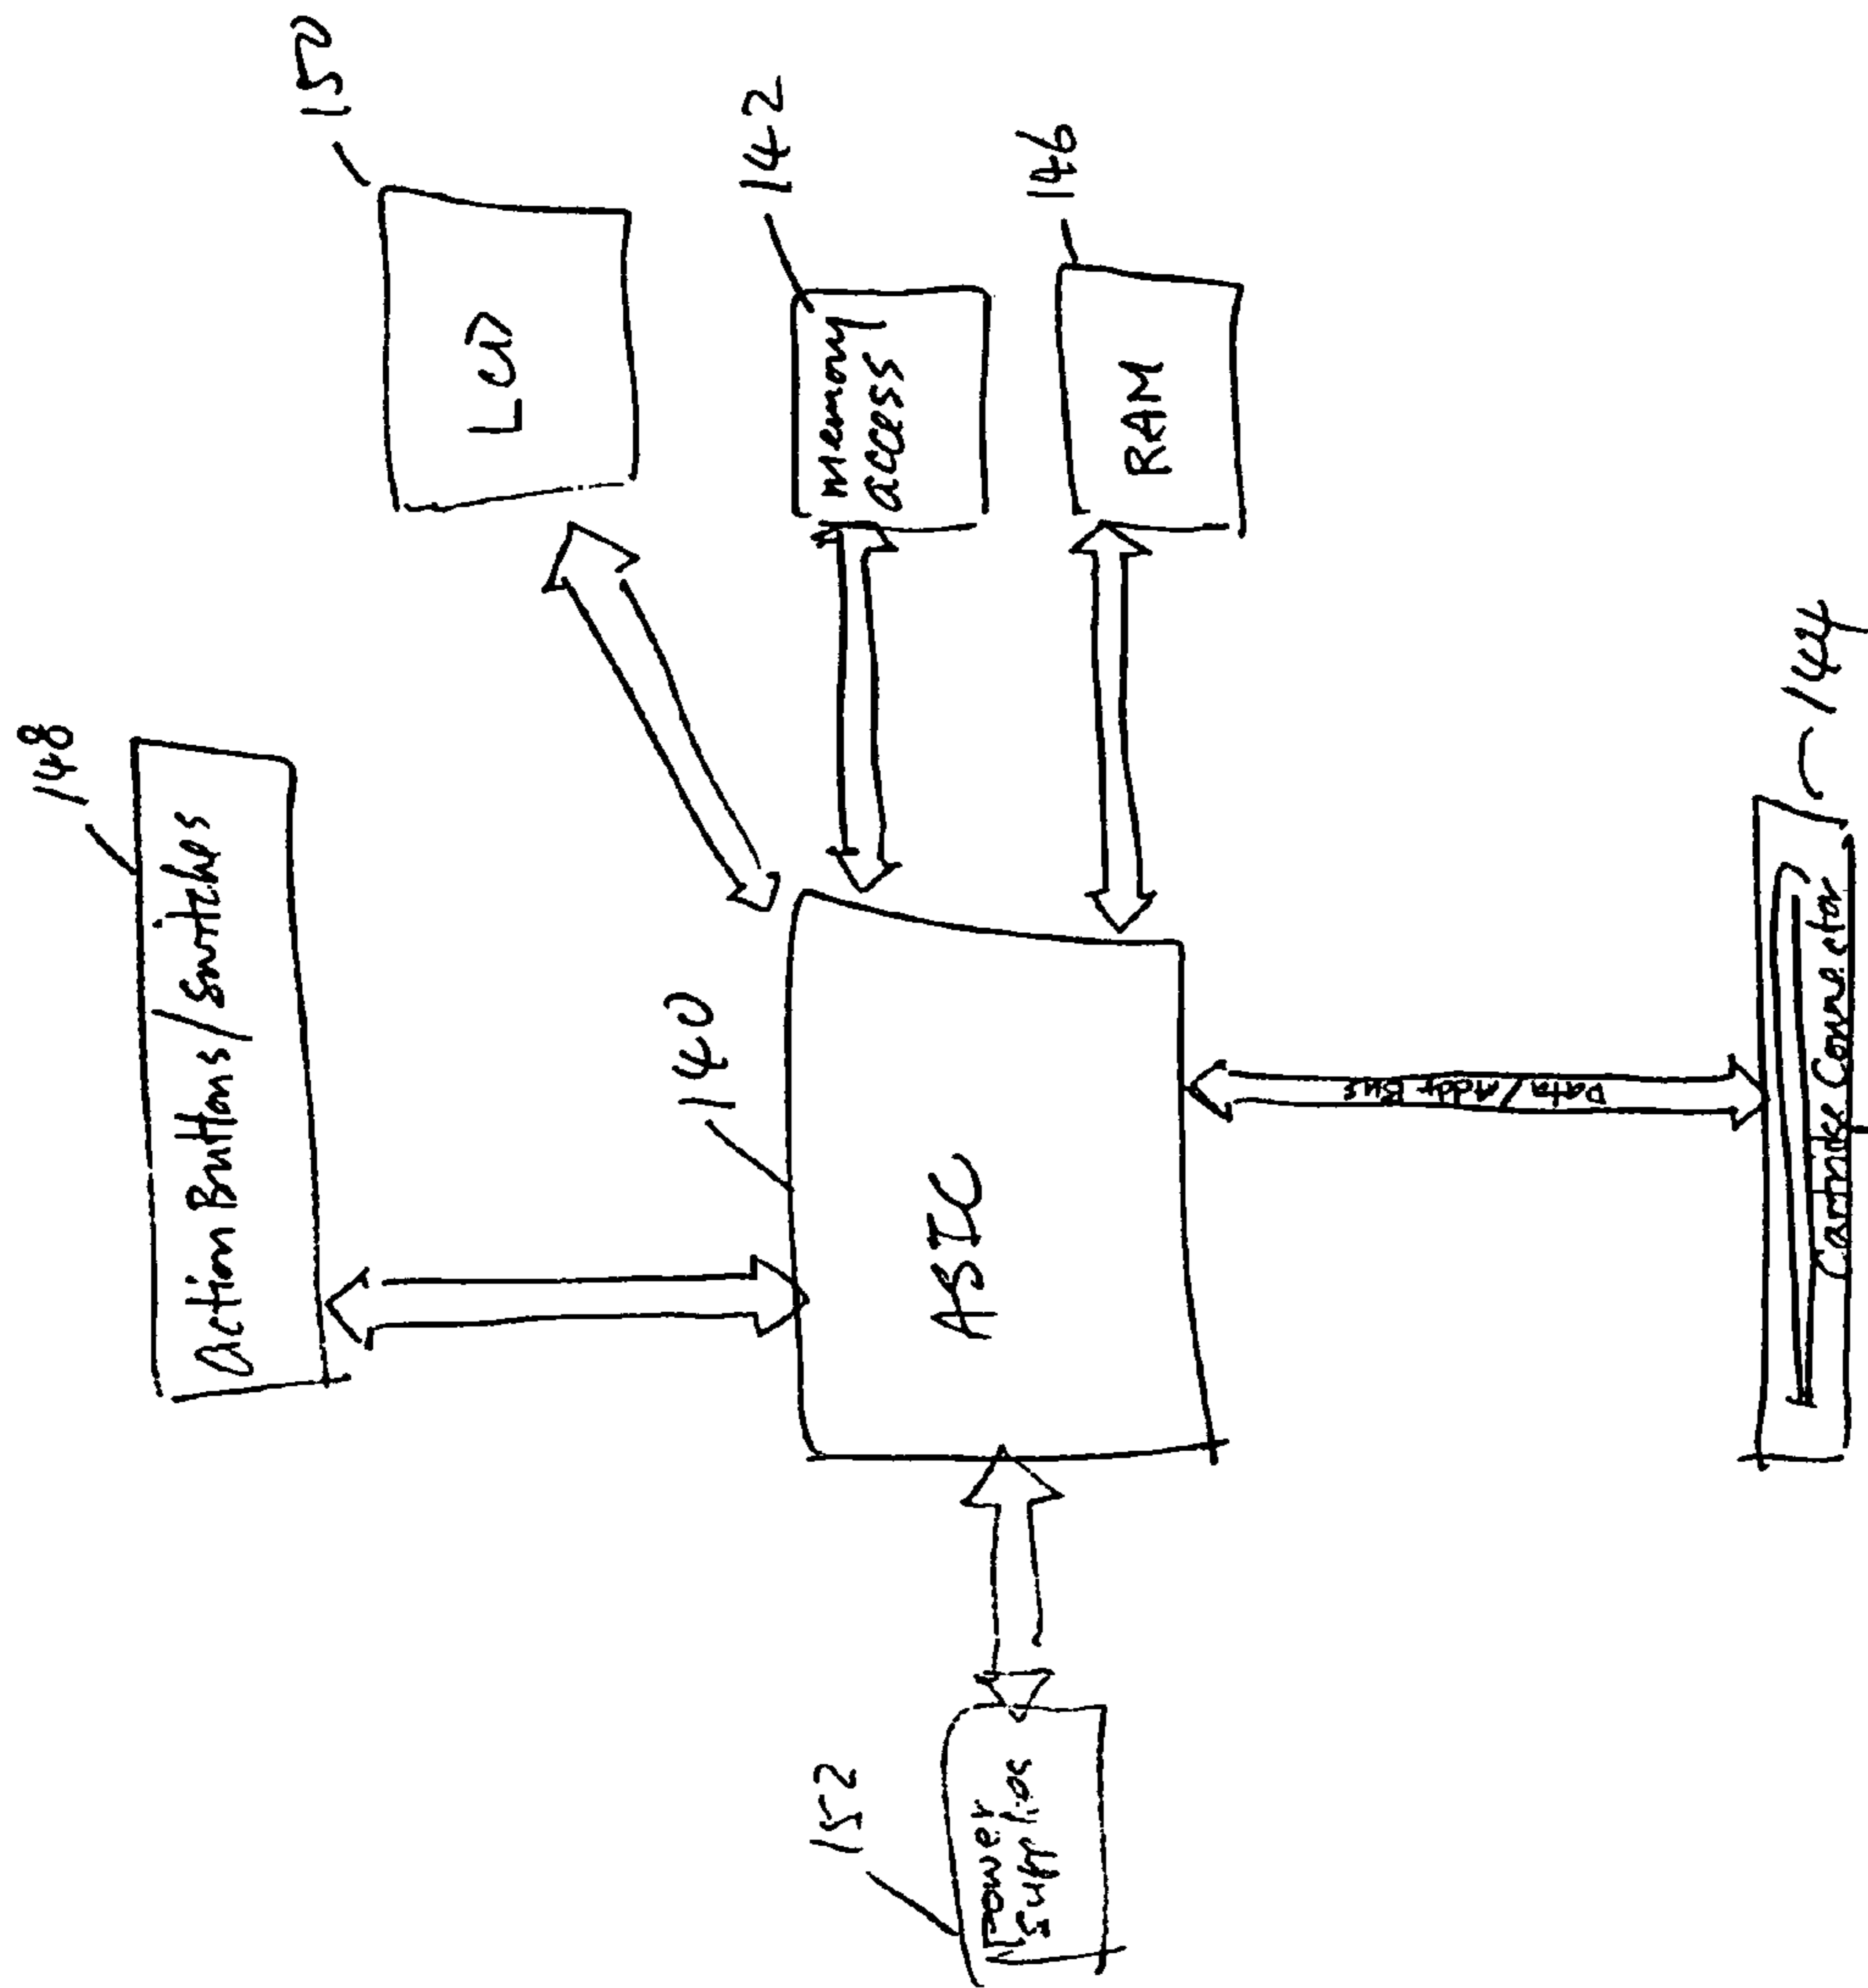 148
Action Buttons/switches
150
LCD
140
ASIC
142
memory
access
146
RAM
152
Power
Supplies
Data/Addr Bus
144
Cartridge Connector